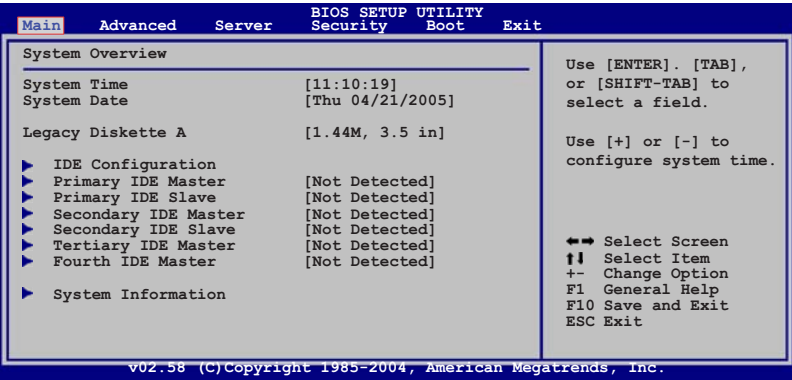 BIOS SETUP UTILITY
Main Advanced Server Security Boot Exit
System Overview
System Time [11:10:19]
System Date [Thu 04/21/2005]
Legacy Diskette A [1.44M, 3.5 in]
IDE Configuration
Primary IDE Master [Not Detected]
Primary IDE Slave [Not Detected]
Secondary IDE Master [Not Detected]
Secondary IDE Slave [Not Detected]
Tertiary IDE Master [Not Detected]
Fourth IDE Master [Not Detected]
System Information
Use [ENTER]. [TAB],
or [SHIFT-TAB] to
select a field.
Use [+] or [-] to
configure system time.
←→ Select Screen
↑↓ Select Item
+- Change Option
F1 General Help
F10 Save and Exit
ESC Exit
v02.58 (C)Copyright 1985-2004, American Megatrends, Inc.